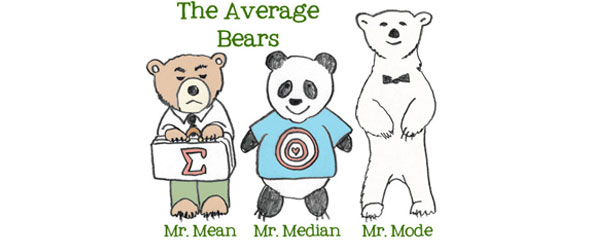 The Average
Bears
Σ
Mr. Mean Mr. Median Mr. Mode